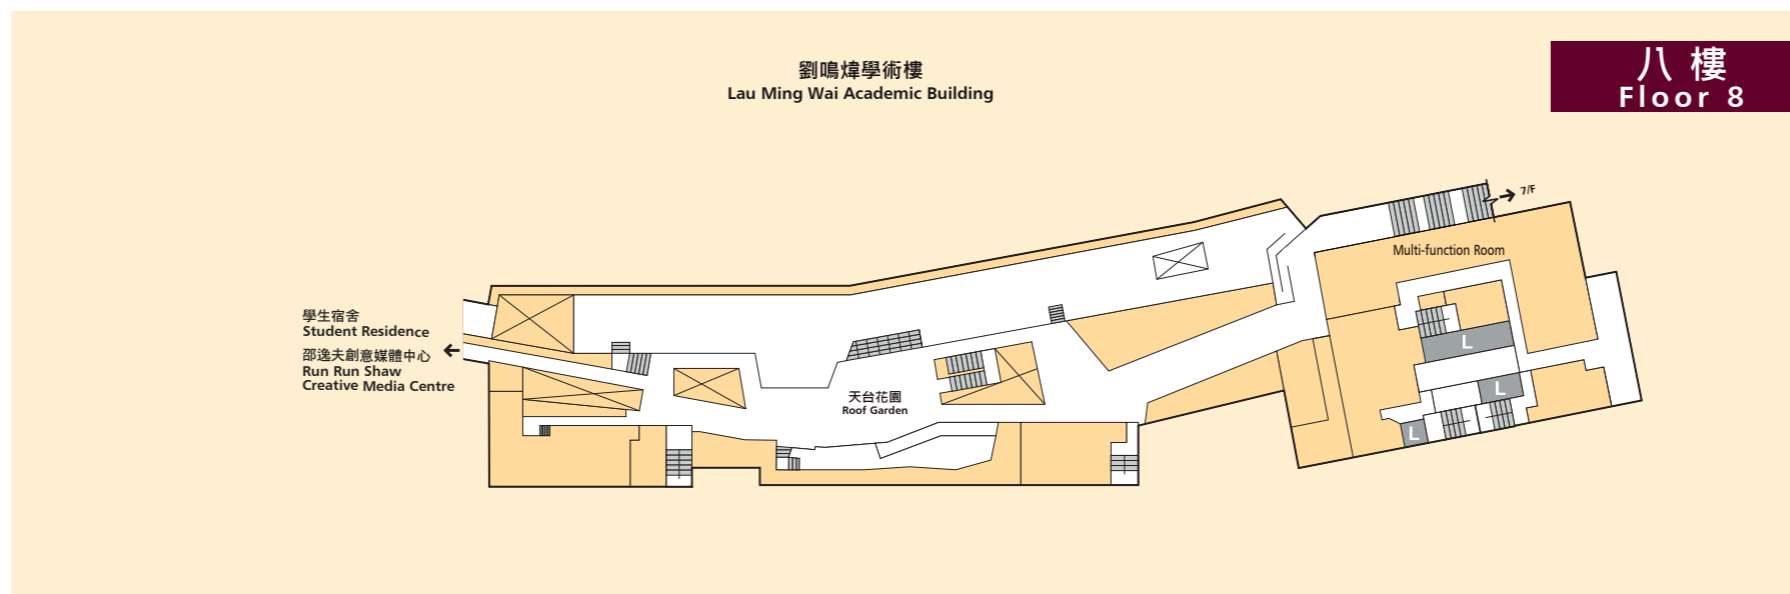 劉鳴煒學術樓
Lau Ming Wai Academic Building
八樓
Floor 8
7/F
Multi-function Room
學生宿舍
Student Residence
邵逸夫創意媒體中心
Run Run Shaw
Creative Media Centre
天台花園
Roof Garden
L
L
L